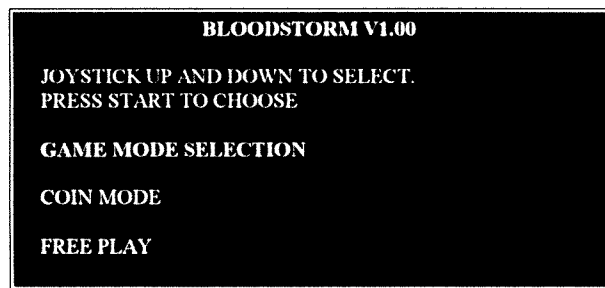 BLOODSTORM V1.00
JOYSTICK UP AND DOWN TO SELECT.
PRESS START TO CHOOSE
GAME MODE SELECTION
COIN MODE
FREE PLAY